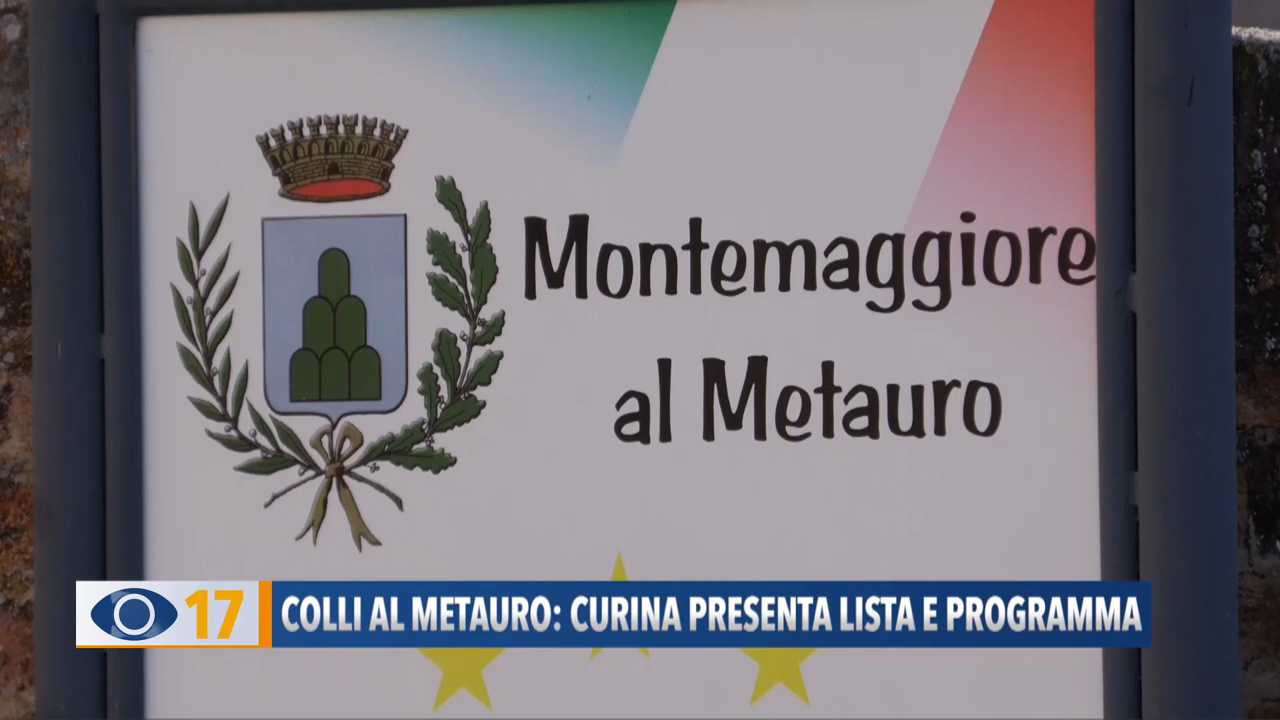 Montemaggiore
al Metauro
17
COLLI AL METAURO: CURINA PRESENTA LISTA E PROGRAMMA